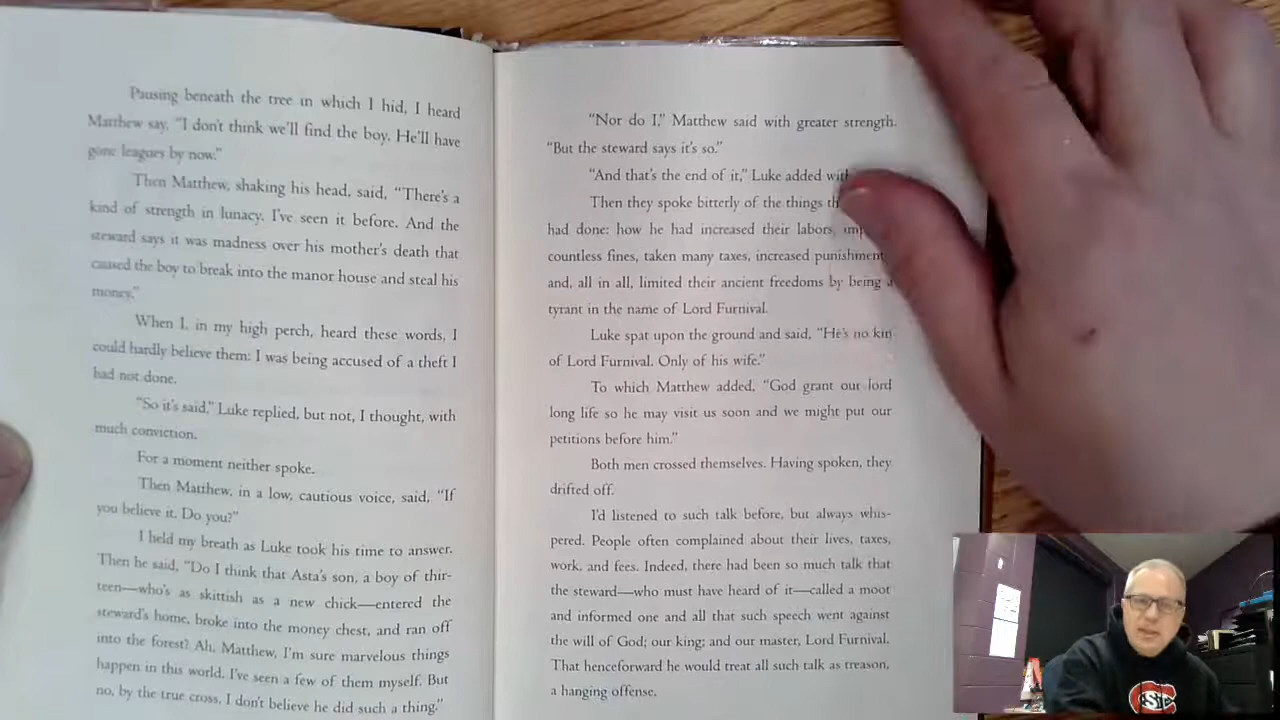 Pausing beneath the tree in which I hid, I heard
Matthew say, "I don't think we'll find the boy. He'll have
gone leagues by now."
Then Matthew, shaking his head, said, "There's a
kind of strength in lunacy. I've seen it before. And the
steward says it was madness over his mother's death that
caused the boy to break into the manor house and steal his
money."
When I, in my high perch, heard these words, I
could hardly believe them: I was being accused of a theft I
had not done.
"So it's said," Luke replied, but not, I thought, with
much conviction.
For a moment neither spoke.
Then Matthew, in a low, cautious voice, said, "If
you believe it. Do you?"
I held my breath as Luke took his time to answer.
Then he said, "Do I think that Asta's son, a boy of thir-
teen—who's as skittish as a new chick—entered the
steward's home, broke into the money chest, and ran off
into the forest? Ah, Matthew, I'm sure marvelous things
happen in this world. I've seen a few of them myself. But
no, by the true cross, I don't believe he did such a thing."
"Nor do I," Matthew said with greater strength.
"But the steward says it's so."
"And that's the end of it," Luke added with
Then they spoke bitterly of the things
had done: how he had increased their labors,
countless fines, taken many taxes, increased punishment
and, all in all, limited their ancient freedoms by being a
tyrant in the name of Lord Furnival.
Luke spat upon the ground and said, "He's no kin
of Lord Furnival. Only of his wife."
To which Matthew added, "God grant our lord
long life so he may visit us soon and we might put our
petitions before him."
Both men crossed themselves. Having spoken, they
drifted off.
I'd listened to such talk before, but always whis-
pered. People often complained about their lives, taxes,
work, and fees. Indeed, there had been so much talk that
the steward—who must have heard of it—called a moot
and informed one and all that such speech went against
the will of God; our king; and our master, Lord Furnival.
That henceforward he would treat all such talk as treason,
a hanging offense.